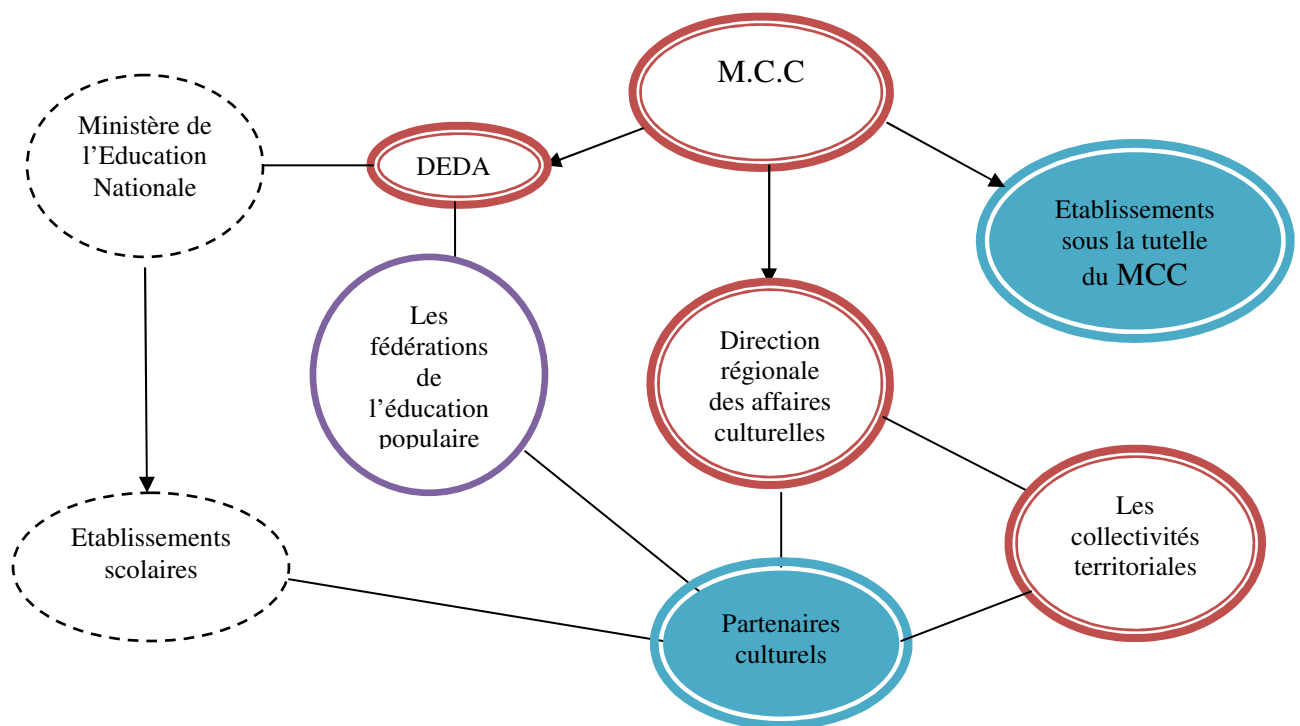 M.C.C
Ministère de
l'Education
Nationale
DEDA
Etablissements
sous la tutelle
du MCC
Les
fédérations
de
l'éducation
populaire
Direction
régionale
des affaires
culturelles
Les
collectivités
territoriales
Etablissements
scolaires
Partenaires
culturels